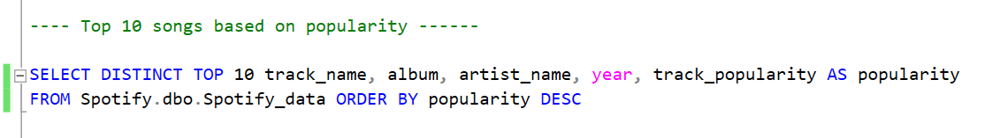 ---- Top 10 songs based on popularity ------
SELECT DISTINCT TOP 10 track_name, album, artist_name, year, track_popularity AS popularity
FROM Spotify.dbo.Spotify_data ORDER BY popularity DESC